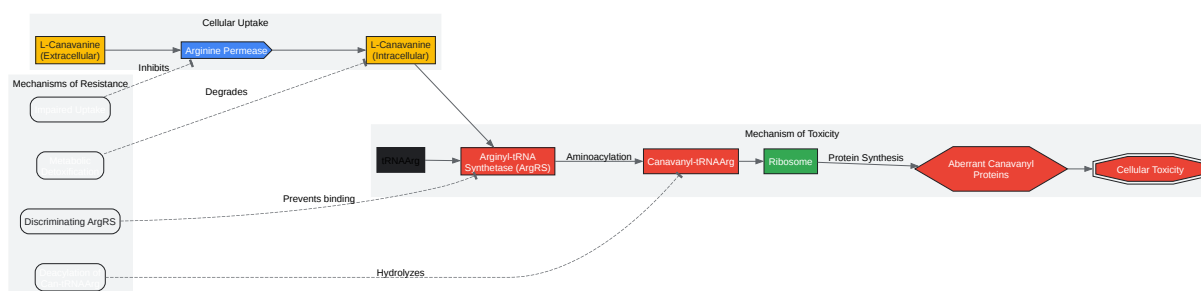 Cellular Uptake
L-Canavanine
(Extracellular)
Arginine Permease
L-Canavanine
(Intracellular)
Inhibits
Mechanisms of Resistance
Degrades
Mechanism of Toxicity
tRNAArg
Arginyl-tRNA
Synthetase (ArgRS)
Aminoacylation
Canavanyl-tRNAArg
Ribosome
Protein Synthesis
Aberrant Canavanyl
Proteins
Cellular Toxicity
Prevents binding
Discriminating ArgRS
Hydrolyzes